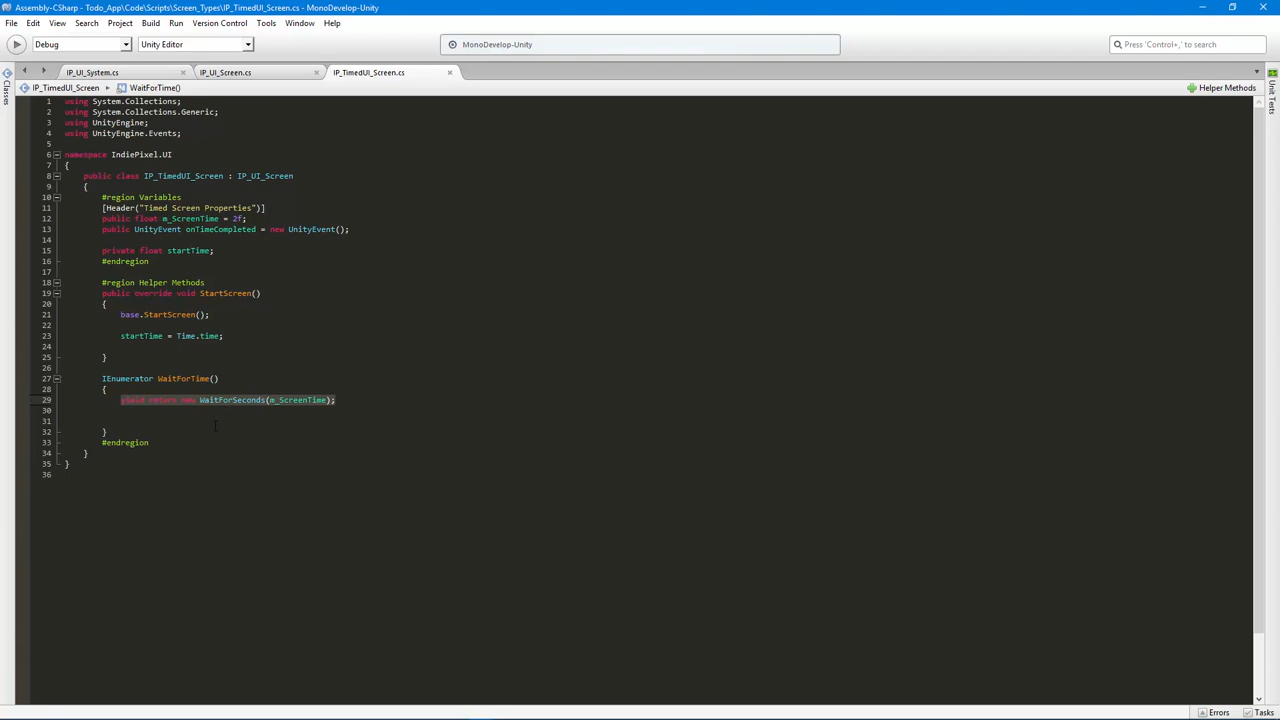 Assembly-CSharp - Todo_App\Code\Scripts\Screen_Types\IP_TimedUI_Screen.cs - MonoDevelop-Unity
File Edit View Search Project Build Run Version Control Tools Window Help
Debug Unity Editor MonoDevelop-Unity Press 'Control+,' to search
IP_UI_System.cs IP_UI_Screen.cs IP_TimedUI_Screen.cs
IP_TimedUI_Screen WaitForTime() Helper Methods
Classes
Unit Tests
1 using System.Collections;
2 using System.Collections.Generic;
3 using UnityEngine;
4 using UnityEngine.Events;
5
6 namespace IndiePixel.UI
7 {
8 public class IP_TimedUI_Screen : IP_UI_Screen
9 {
10 #region Variables
11 [Header("Timed Screen Properties")]
12 public float m_ScreenTime = 2f;
13 public UnityEvent onTimeCompleted = new UnityEvent();
14
15 private float startTime;
16 #endregion
17
18 #region Helper Methods
19 public override void StartScreen()
20 {
21 base.StartScreen();
22
23 startTime = Time.time;
24
25 }
26
27 IEnumerator WaitForTime()
28 {
29 yield return new WaitForSeconds(m_ScreenTime);
30
31
32 }
33 #endregion
34 }
35 }
36
Errors Tasks